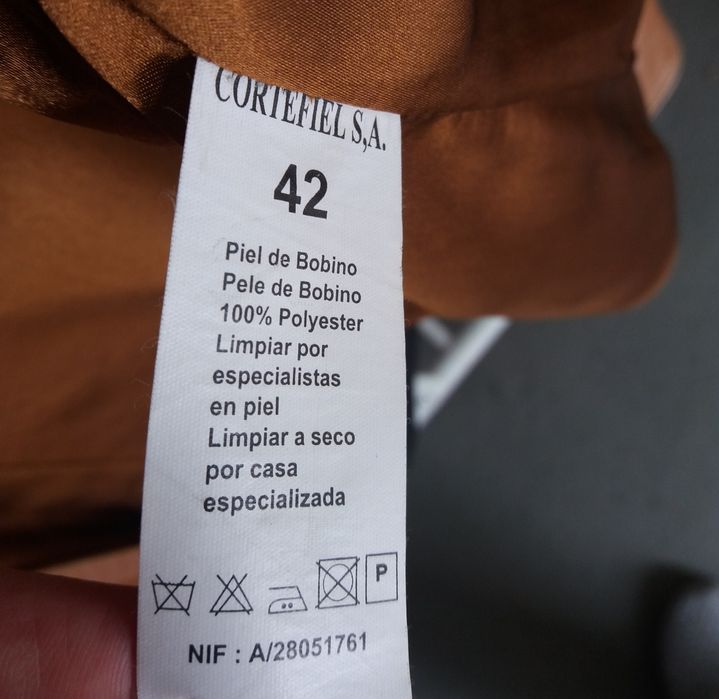 CORTEFIEL S,A.
42
Piel de Bobino
Pele de Bobino
100% Polyester
Limpiar por
especialistas
en piel
Limpiar a seco
por casa
especializada
P
NIF : A/28051761